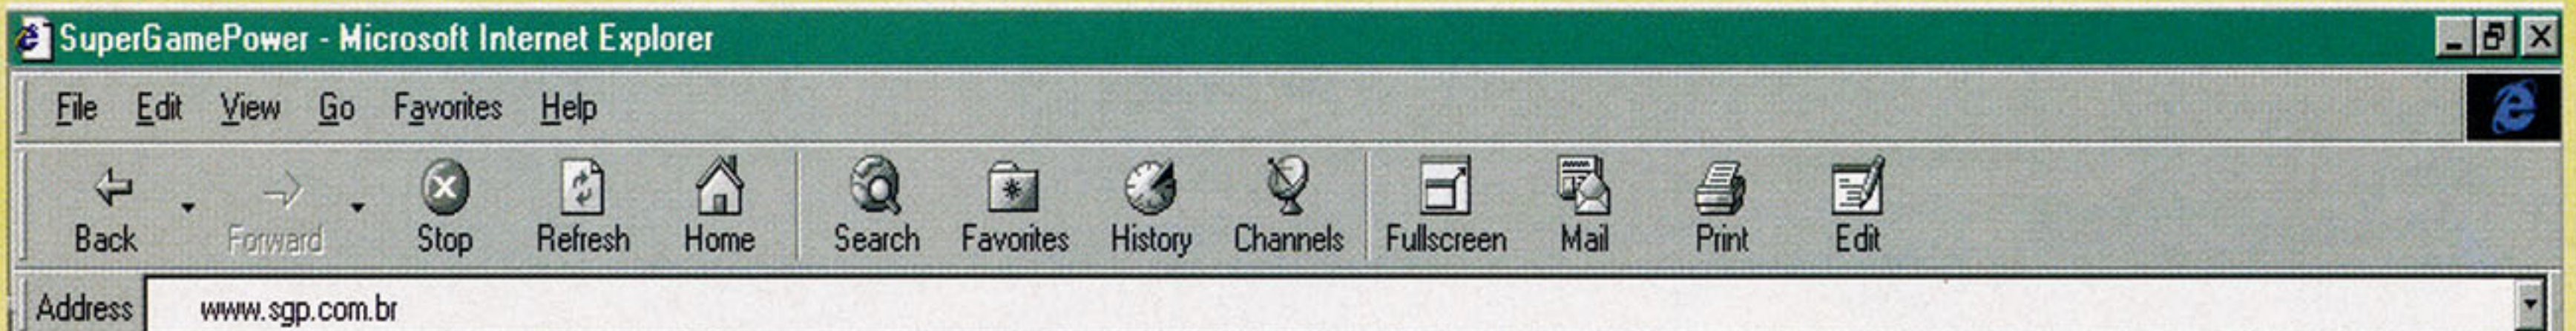 SuperGamePower - Microsoft Internet Explorer
File Edit View Go Favorites Help
Back Forward Stop Refresh Home Search Favorites History Channels Fullscreen Mail Print Edit
Address www.sgp.com.br